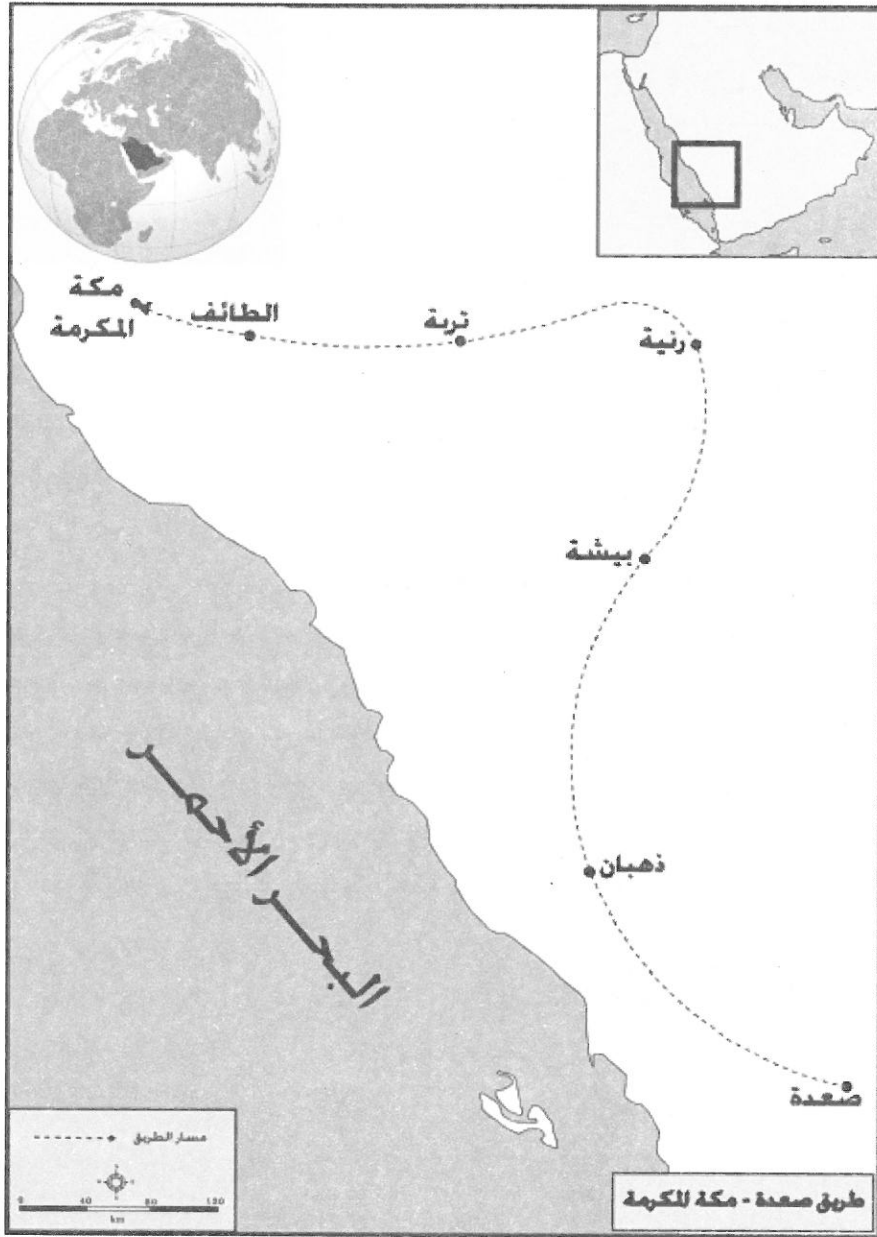 مكة
المكرمة
الطائف
تربة
رنية
بيشة
ذهبان
صعدة
البحر الأحمر
مسار الطريق
0 40 80 120
km
طريق صعدة - مكة المكرمة